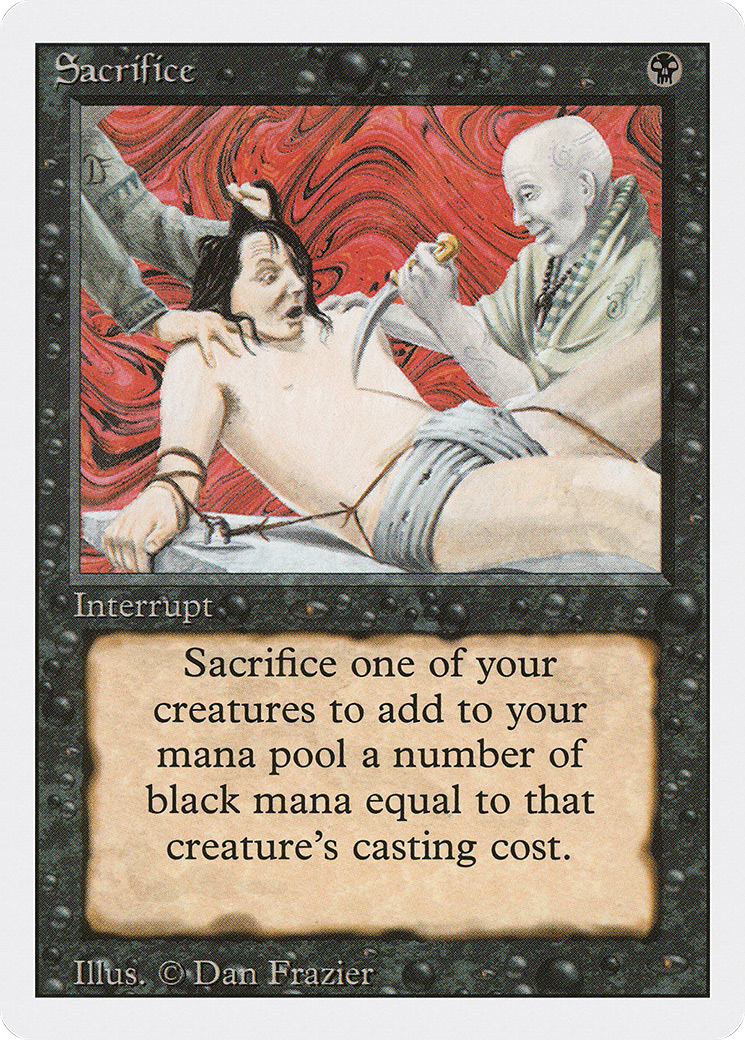 Sacrifice
DF
Interrupt
Sacrifice one of your
creatures to add to your
mana pool a number of
black mana equal to that
creature's casting cost.
Illus. © Dan Frazier